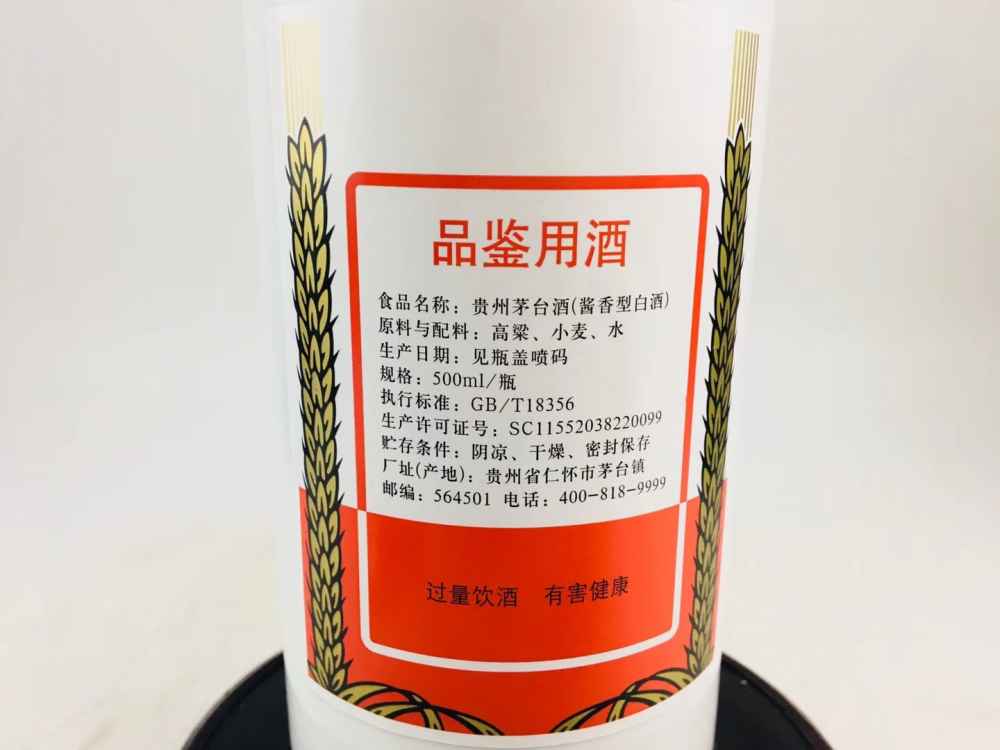 品鉴用酒
食品名称：贵州茅台酒(酱香型白酒)
原料与配料：高粱、小麦、水
生产日期：见瓶盖喷码
规格：500ml/瓶
执行标准：GB/T18356
生产许可证号：SC11552038220099
贮存条件：阴凉、干燥、密封保存
厂址(产地)：贵州省仁怀市茅台镇
邮编：564501 电话：400-818-9999
过量饮酒 有害健康